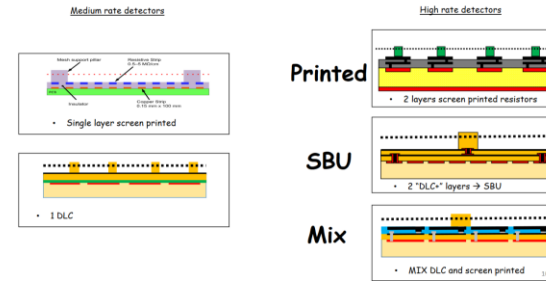 Medium rate detectors
High rate detectors
Mesh support pillar
Resistive Strip
Insulator
Copper Strip
• Single layer screen printed
• 1 DLC
Printed
• 2 layers screen printed resistors
SBU
• 2 "DLC+" layers → SBU
Mix
• MIX DLC and screen printed